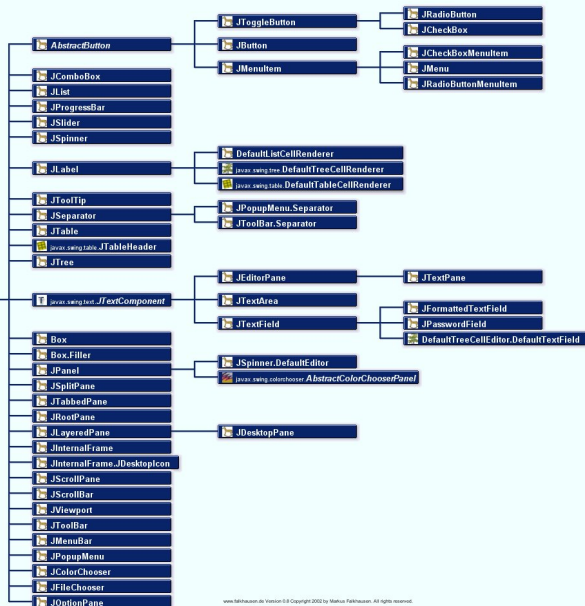 AbstractButton
JToggleButton
JRadioButton
JCheckBox
JButton
JMenuItem
JCheckBoxMenuItem
JMenu
JRadioButtonMenuItem
JComboBox
JList
JProgressBar
JSlider
JSpinner
JLabel
DefaultListCellRenderer
javax.swing.tree.DefaultTreeCellRenderer
javax.swing.table.DefaultTableCellRenderer
JToolTip
JSeparator
JPopupMenu.Separator
JToolBar.Separator
JTable
javax.swing.table.JTableHeader
JTree
javax.swing.text.JTextComponent
JEditorPane
JTextPane
JTextArea
JTextField
JFormattedTextField
JPasswordField
DefaultTreeCellEditor.DefaultTextField
Box
Box.Filler
JPanel
JSpinner.DefaultEditor
javax.swing.colorchooser.AbstractColorChooserPanel
JSplitPane
JTabbedPane
JRootPane
JLayeredPane
JDesktopPane
JInternalFrame
JInternalFrame.JDesktopIcon
JScrollPane
JScrollBar
JViewport
JToolBar
JMenuBar
JPopupMenu
JColorChooser
JFileChooser
JOptionPane
www.falkhausen.de Version 0.8 Copyright 2002 by Markus Falkhausen. All rights reserved.